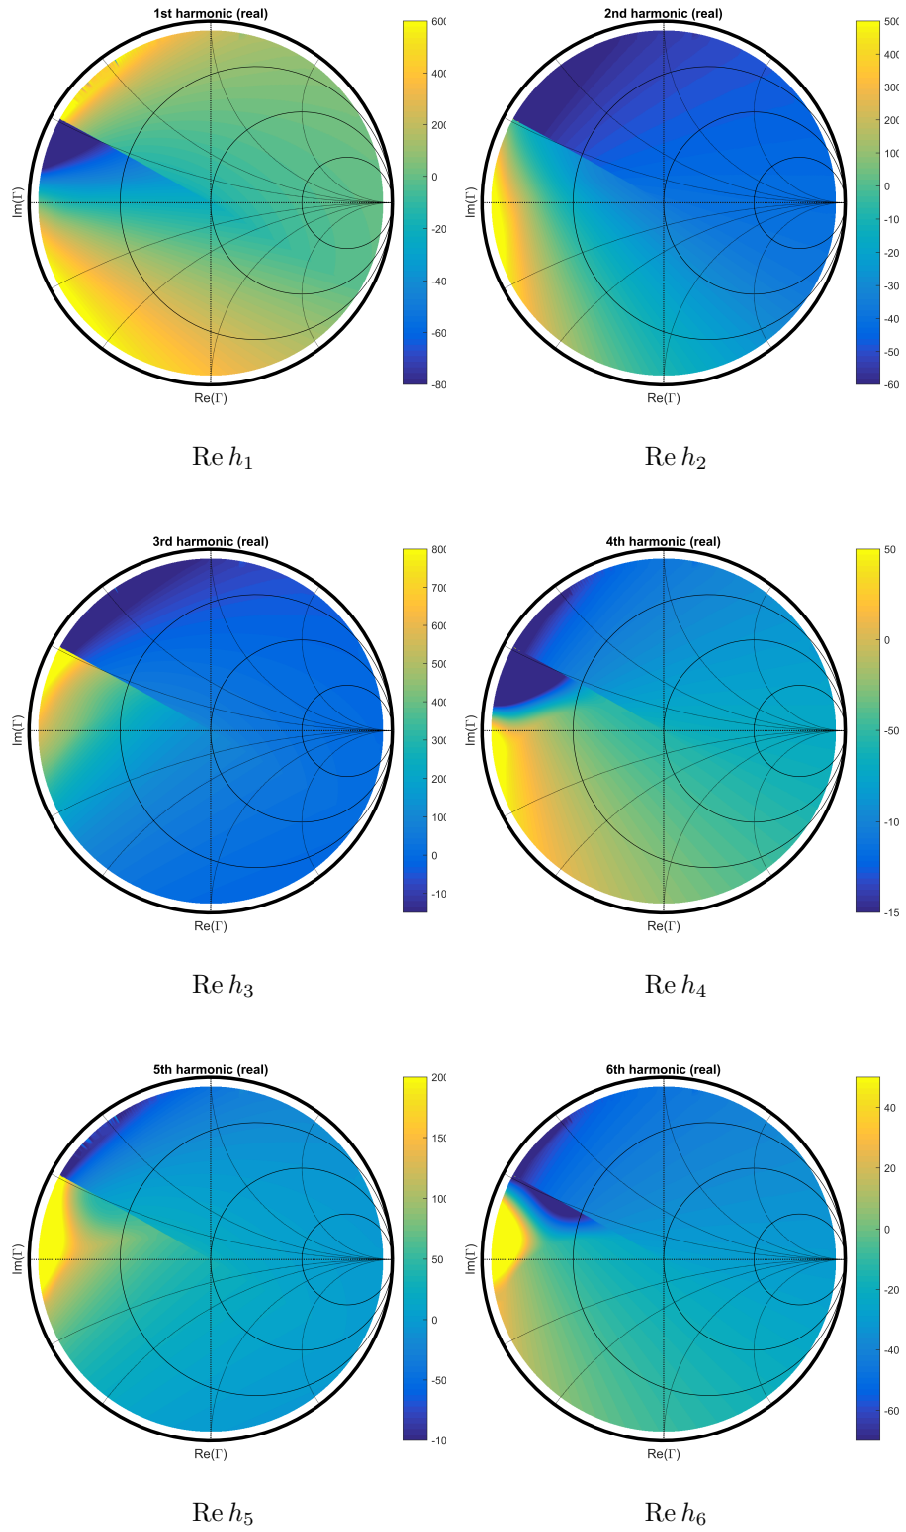 1st harmonic (real)
600
400
200
0
-20
-40
-60
-80
Im(Γ)
Re(Γ)
Re h1
2nd harmonic (real)
500
400
300
200
100
0
-10
-20
-30
-40
-50
-60
Im(Γ)
Re(Γ)
Re h2
3rd harmonic (real)
800
700
600
500
400
300
200
100
0
-10
Im(Γ)
Re(Γ)
Re h3
4th harmonic (real)
50
0
-50
-10
-15
Im(Γ)
Re(Γ)
Re h4
5th harmonic (real)
200
150
100
50
0
-50
-10
Im(Γ)
Re(Γ)
Re h5
6th harmonic (real)
40
20
0
-20
-40
-60
Im(Γ)
Re(Γ)
Re h6